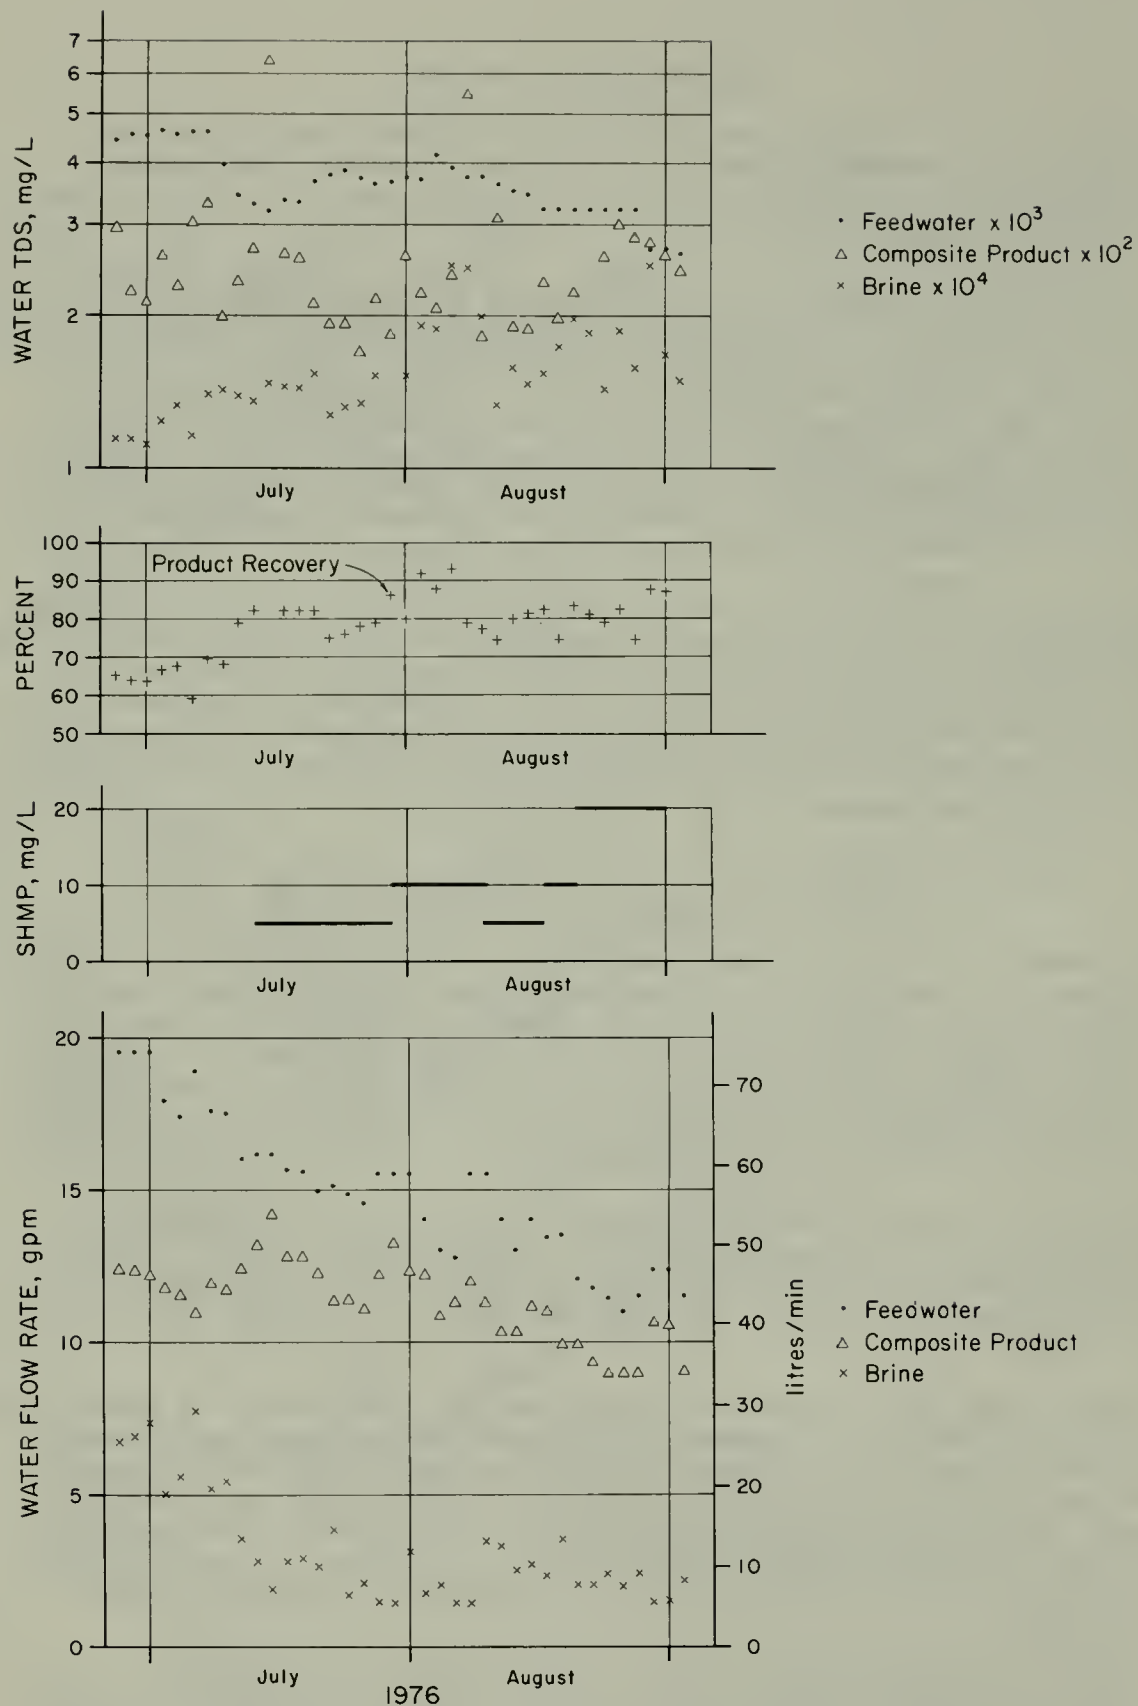 7
6
5
4
3
2
1
WATER TDS, mg/L
July
August
• Feedwater x 10³
△ Composite Product x 10²
× Brine x 10⁴
100
90
80
70
60
50
PERCENT
Product Recovery
July
August
20
10
0
SHMP, mg/L
July
August
20
15
10
5
0
WATER FLOW RATE, gpm
70
60
50
40
30
20
10
0
litres/min
• Feedwater
△ Composite Product
× Brine
July
August
1976